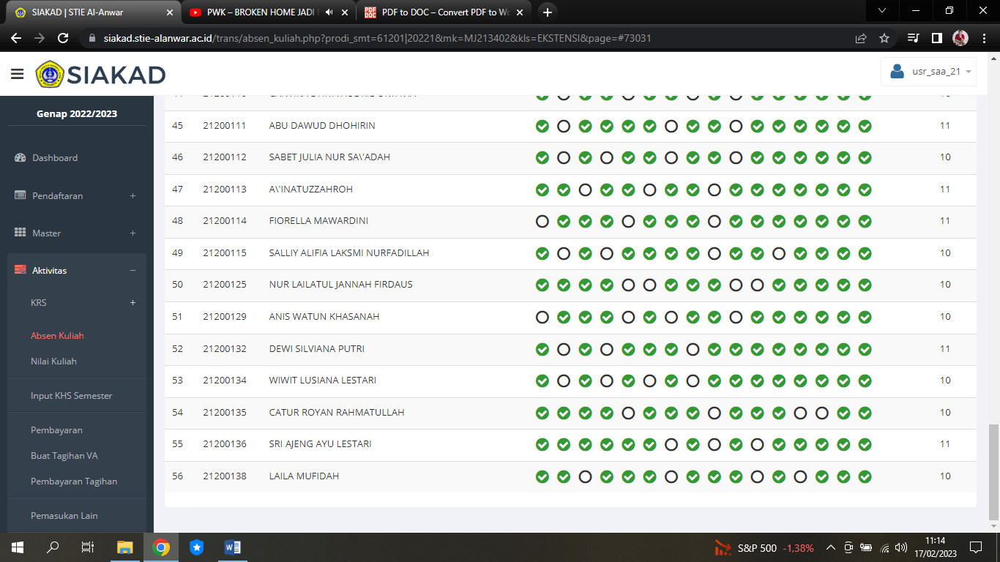 SIAKAD | STIE Al-Anwar
PWK – BROKEN HOME JADI
PDF to DOC – Convert PDF to Wo
siakad.stie-alanwar.ac.id/trans/absen_kuliah.php?prodi_smt=61201|20221&mk=MJ213402&kls=EKSTENSI&page=#73031
SIAKAD
usr_saa_21
Genap 2022/2023
Dashboard
Pendaftaran +
Master +
Aktivitas −
KRS +
Absen Kuliah
Nilai Kuliah
Input KHS Semester
Pembayaran
Buat Tagihan VA
Pembayaran Tagihan
Pemasukan Lain
45 21200111 ABU DAWUD DHOHIRIN 11
46 21200112 SABET JULIA NUR SA\'ADAH 10
47 21200113 A\'INATUZZAHROH 11
48 21200114 FIORELLA MAWARDINI 11
49 21200115 SALLIY ALIFIA LAKSMI NURFADILLAH 10
50 21200125 NUR LAILATUL JANNAH FIRDAUS 10
51 21200129 ANIS WATUN KHASANAH 10
52 21200132 DEWI SILVIANA PUTRI 11
53 21200134 WIWIT LUSIANA LESTARI 10
54 21200135 CATUR ROYAN RAHMATULLAH 10
55 21200136 SRI AJENG AYU LESTARI 11
56 21200138 LAILA MUFIDAH 10
S&P 500 -1,38%
11:14
17/02/2023